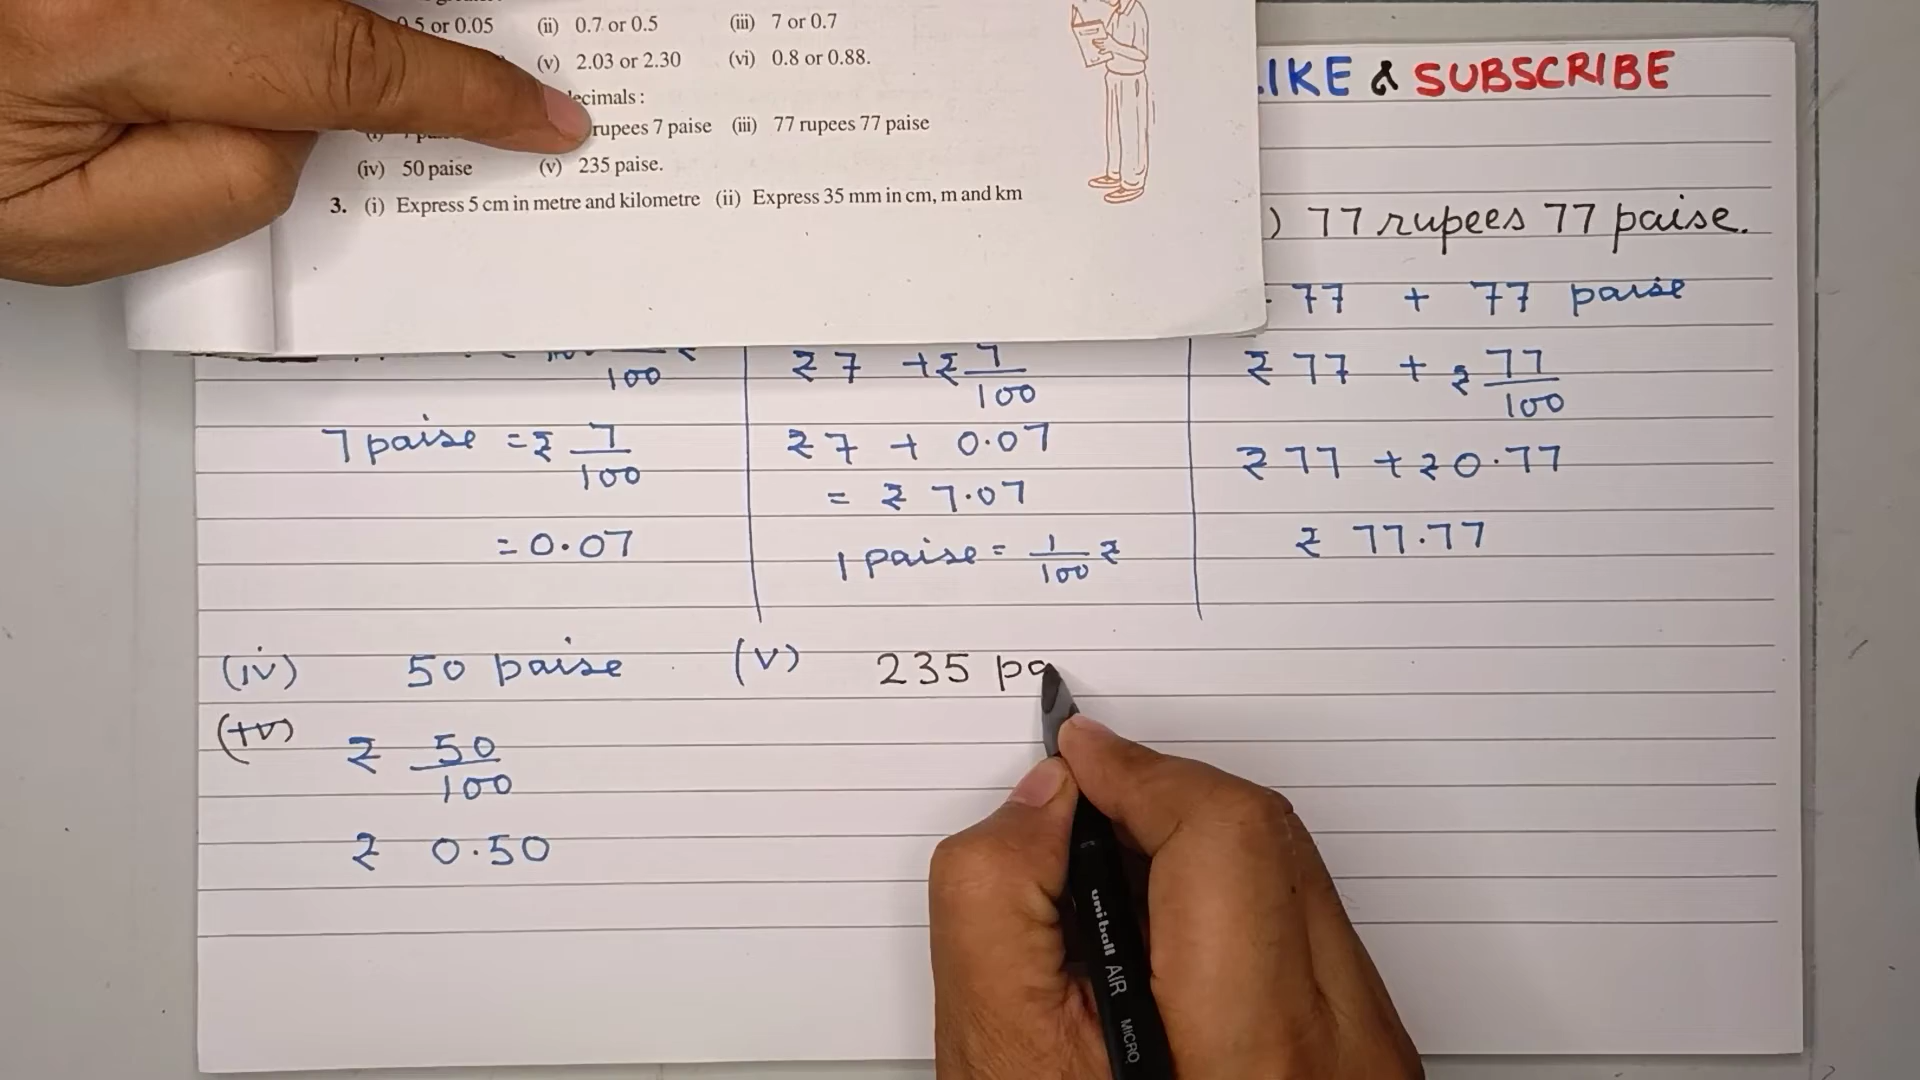 0.5 or 0.05 (ii) 0.7 or 0.5 (iii) 7 or 0.7
(v) 2.03 or 2.30 (vi) 0.8 or 0.88.
decimals :
rupees 7 paise (iii) 77 rupees 77 paise
(iv) 50 paise (v) 235 paise.
3. (i) Express 5 cm in metre and kilometre (ii) Express 35 mm in cm, m and km
IKE & SUBSCRIBE
) 77 rupees 77 paise.
77 + 77 paise
100
₹ 7 + ₹ 7/100
₹ 77 + ₹ 77/100
7 paise = ₹ 7/100
₹ 7 + 0.07
₹ 77 + ₹ 0.77
= ₹ 7.07
= 0.07
1 paise = 1/100 ₹
₹ 77.77
(iv) 50 paise (v) 235 pa
₹ 50/100
₹ 0.50
uniball AIR
MICRO